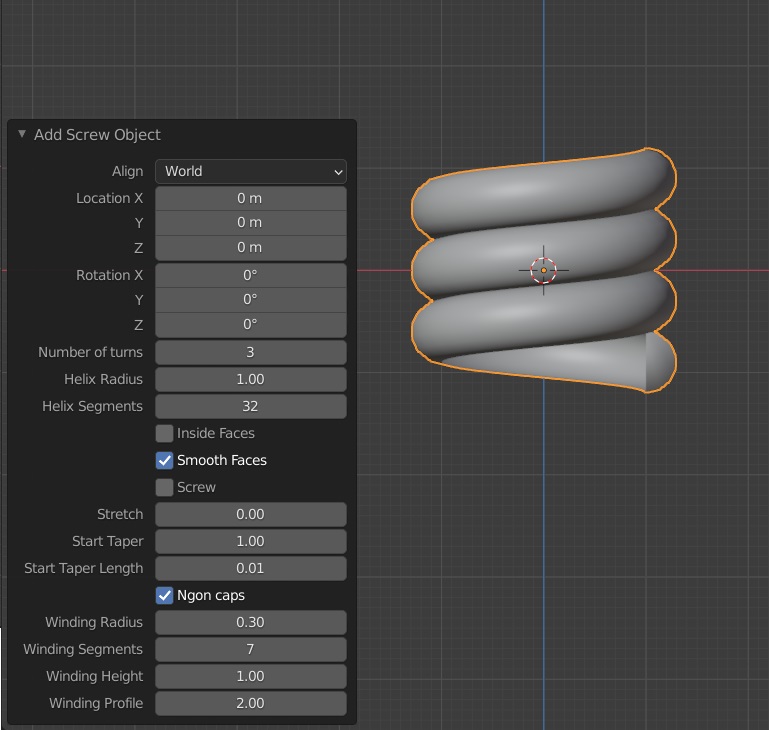 Add Screw Object
Align World
Location X 0 m
Y 0 m
Z 0 m
Rotation X 0°
Y 0°
Z 0°
Number of turns 3
Helix Radius 1.00
Helix Segments 32
Inside Faces
Smooth Faces
Screw
Stretch 0.00
Start Taper 1.00
Start Taper Length 0.01
Ngon caps
Winding Radius 0.30
Winding Segments 7
Winding Height 1.00
Winding Profile 2.00